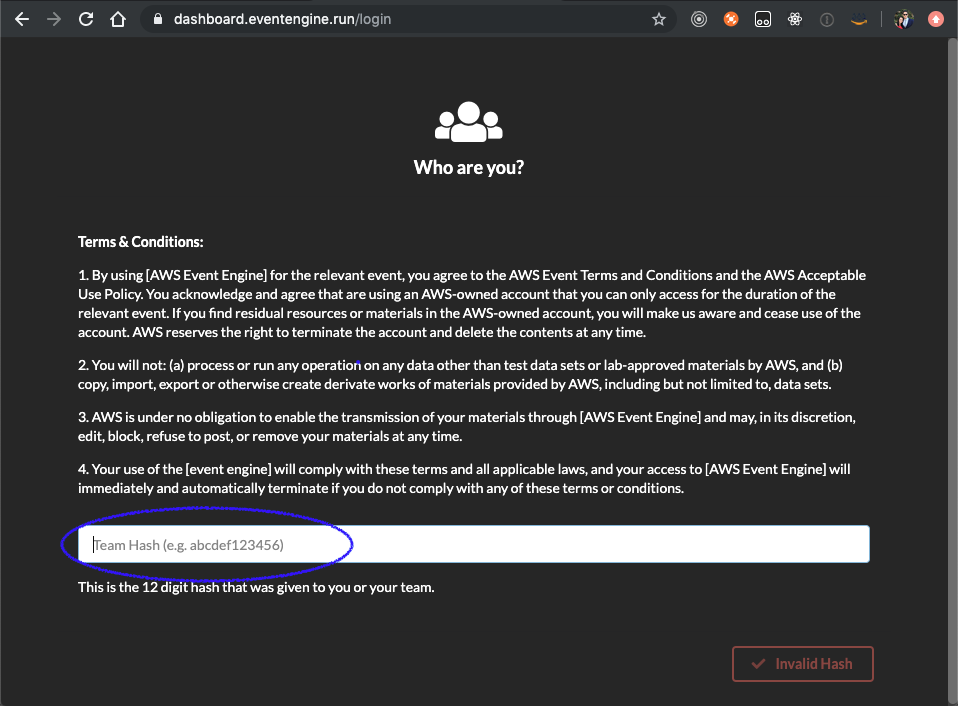 dashboard.eventengine.run/login
Who are you?
Terms & Conditions:
1. By using [AWS Event Engine] for the relevant event, you agree to the AWS Event Terms and Conditions and the AWS Acceptable
Use Policy. You acknowledge and agree that are using an AWS-owned account that you can only access for the duration of the
relevant event. If you find residual resources or materials in the AWS-owned account, you will make us aware and cease use of the
account. AWS reserves the right to terminate the account and delete the contents at any time.
2. You will not: (a) process or run any operation on any data other than test data sets or lab-approved materials by AWS, and (b)
copy, import, export or otherwise create derivate works of materials provided by AWS, including but not limited to, data sets.
3. AWS is under no obligation to enable the transmission of your materials through [AWS Event Engine] and may, in its discretion,
edit, block, refuse to post, or remove your materials at any time.
4. Your use of the [event engine] will comply with these terms and all applicable laws, and your access to [AWS Event Engine] will
immediately and automatically terminate if you do not comply with any of these terms or conditions.
Team Hash (e.g. abcdef123456)
This is the 12 digit hash that was given to you or your team.
Invalid Hash